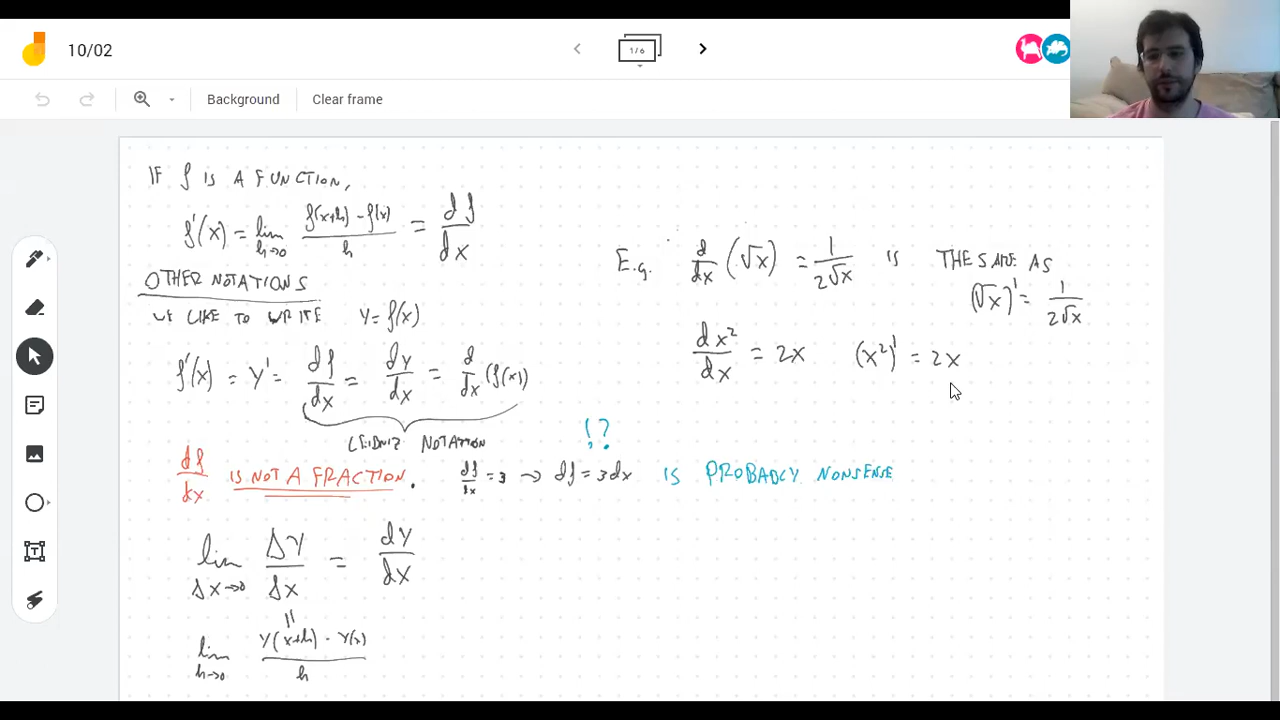 10/02
1/6
Background
Clear frame
IF f IS A FUNCTION,
f'(x) = lim h→0 (f(x+h) - f(x))/h = df/dx
OTHER NOTATIONS
WE LIKE TO WRITE Y = f(x)
f'(x) = Y' = df/dx = dY/dx = d/dx (f(x))
LEIBNIZ NOTATION
df/dx IS NOT A FRACTION.
df/dx = 3 → df = 3dx IS PROBABLY NONSENSE
!?
lim Δx→0 ΔY/Δx = dY/dx
=
lim h→0 (Y(x+h) - Y(x))/h
E.g. d/dx (√x) = 1/(2√x) IS THE SAME AS
(√x)' = 1/(2√x)
dx²/dx = 2x (x²)' = 2x